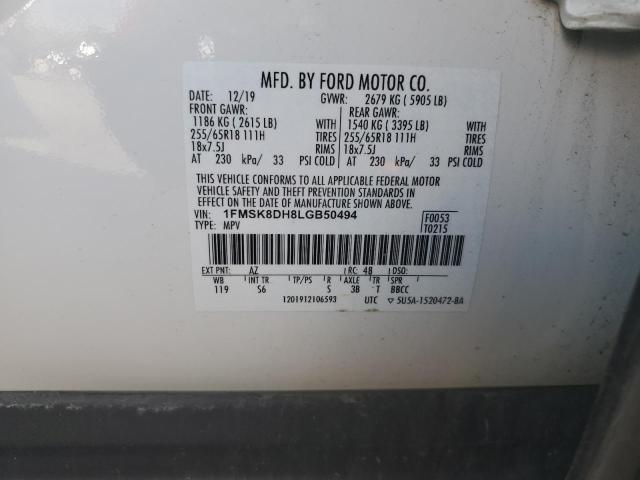 MFD. BY FORD MOTOR CO.
DATE: 12/19 GVWR: 2679 KG ( 5905 LB)
FRONT GAWR: REAR GAWR:
1186 KG ( 2615 LB) WITH 1540 KG ( 3395 LB) WITH
255/65R18 111H TIRES 255/65R18 111H TIRES
18x7.5J RIMS 18x7.5J RIMS
AT 230 kPa/ 33 PSI COLD AT 230 kPa/ 33 PSI COLD
THIS VEHICLE CONFORMS TO ALL APPLICABLE FEDERAL MOTOR
VEHICLE SAFETY AND THEFT PREVENTION STANDARDS IN
EFFECT ON THE DATE OF MANUFACTURE SHOWN ABOVE.
VIN: 1FMSK8DH8LGB50494 F0053
TYPE: MPV T0215
EXT PNT: AZ RC: 48 DSO:
WB INT TR TP/PS R AXLE TR SPR
119 S6 S 3B T BBCC
1201912106593 UTC ▽5U5A-1520472-BA